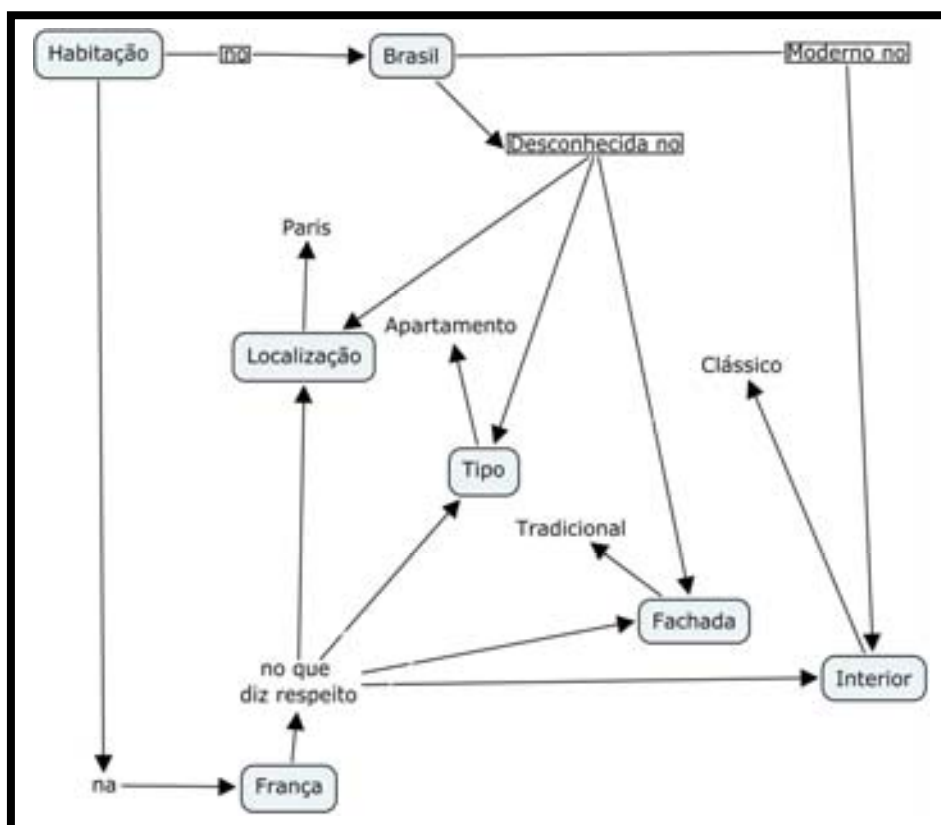 Habitação
no
Brasil
Moderno no
Desconhecida no
Paris
Apartamento
Localização
Clássico
Tipo
Tradicional
Fachada
no que
diz respeito
Interior
na
França